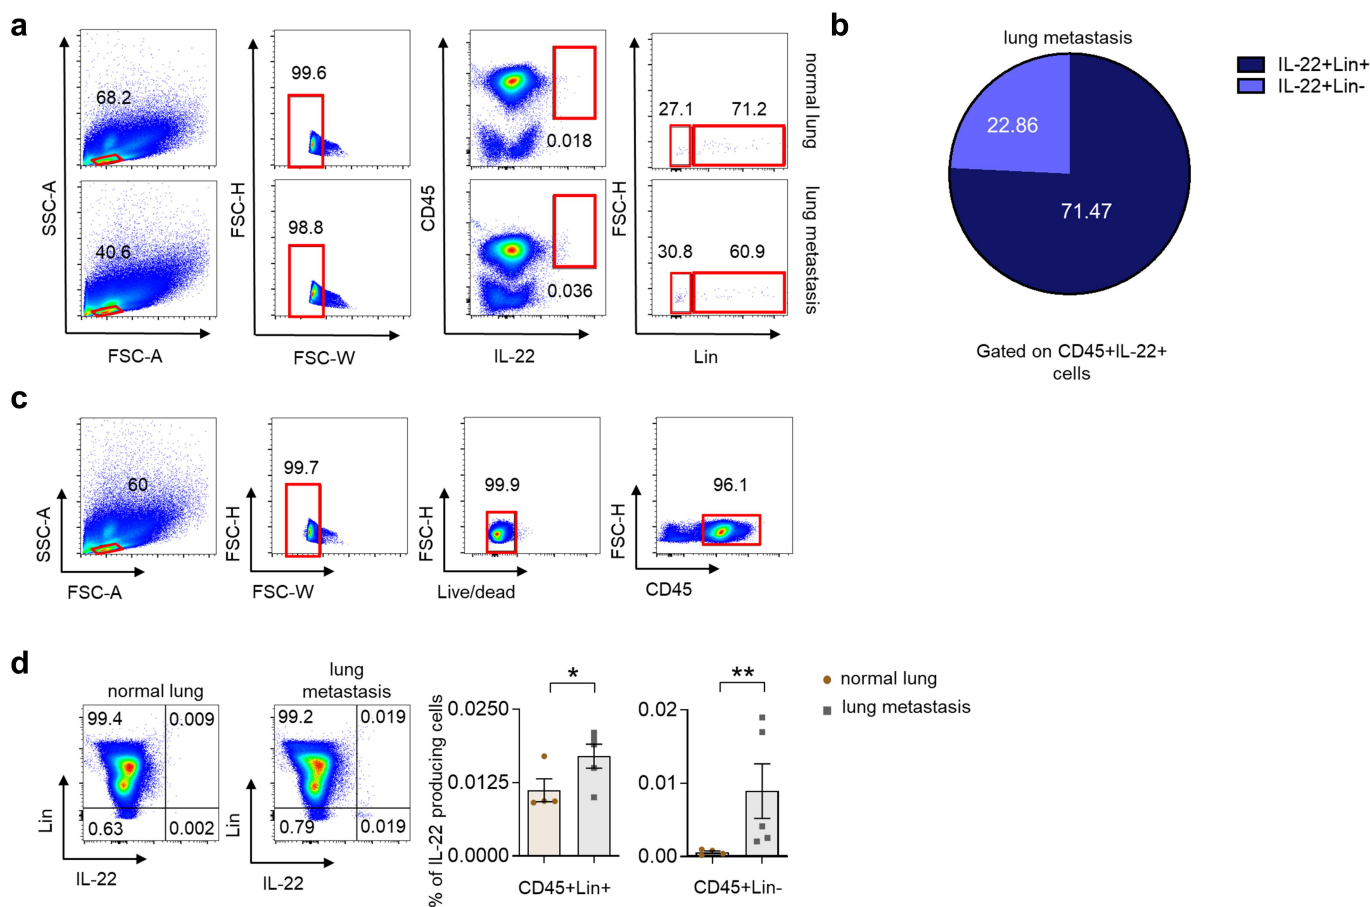 a
68.2
SSC-A
40.6
FSC-A
99.6
FSC-H
98.8
FSC-W
CD45
0.018
0.036
IL-22
27.1 71.2
normal lung
FSC-H
30.8 60.9
lung metastasis
Lin
b
lung metastasis
22.86
71.47
IL-22+Lin+
IL-22+Lin-
Gated on CD45+IL-22+
cells
c
60
SSC-A
FSC-A
99.7
FSC-H
FSC-W
99.9
FSC-H
Live/dead
96.1
FSC-H
CD45
d
normal lung
99.4 0.009
Lin
0.63 0.002
IL-22
lung
metastasis
99.2 0.019
Lin
0.79 0.019
IL-22
% of IL-22 producing cells
0.0250
0.0125
0.0000
*
CD45+Lin+
0.02
0.01
0.00
**
CD45+Lin-
normal lung
lung metastasis